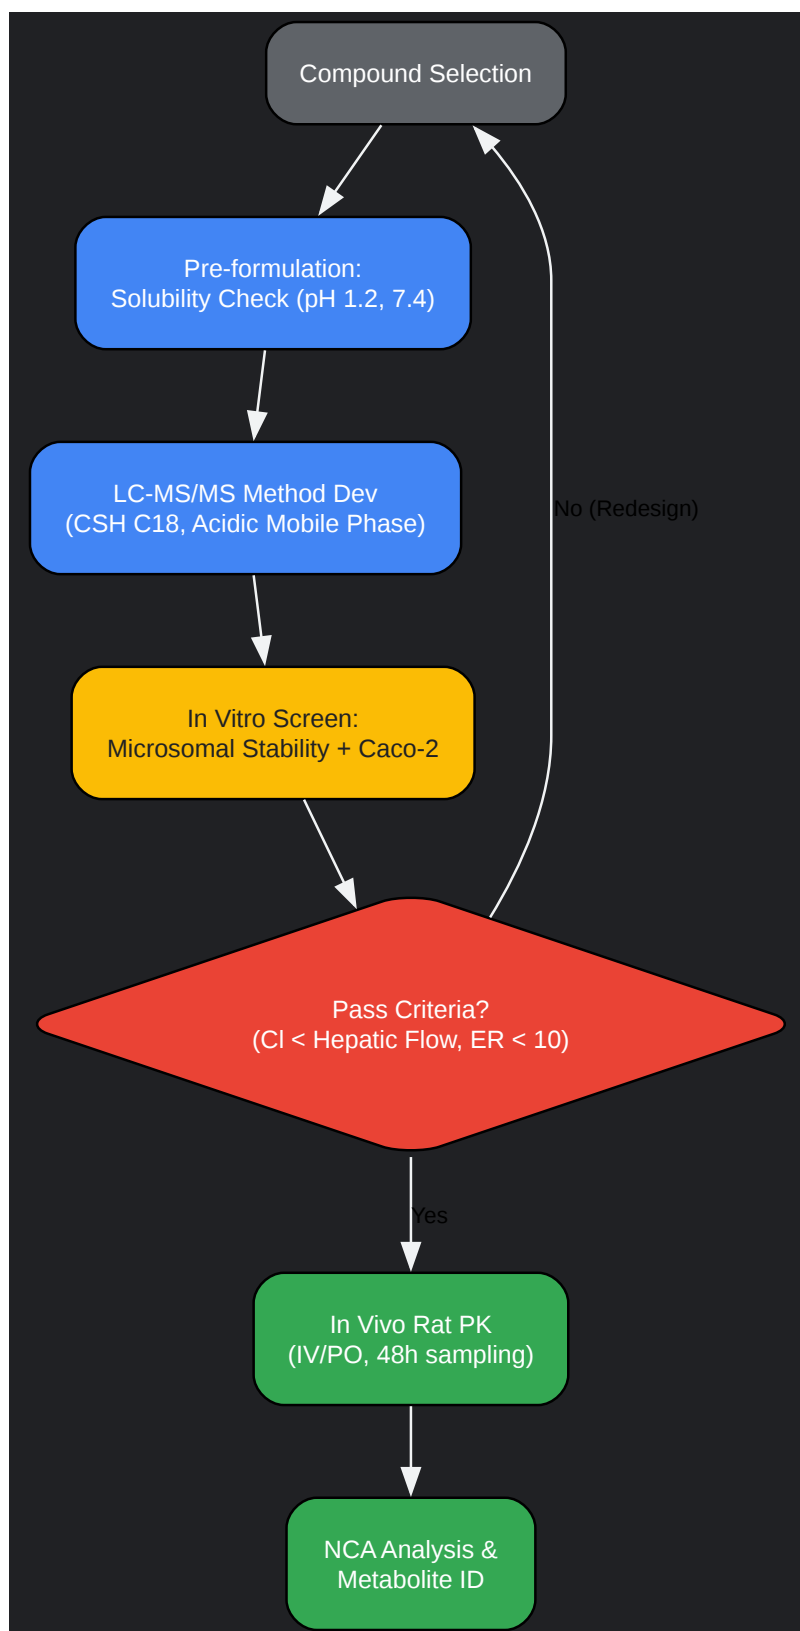 Compound Selection
Pre-formulation:
Solubility Check (pH 1.2, 7.4)
LC-MS/MS Method Dev
(CSH C18, Acidic Mobile Phase)
No (Redesign)
In Vitro Screen:
Microsomal Stability + Caco-2
Pass Criteria?
(Cl < Hepatic Flow, ER < 10)
Yes
In Vivo Rat PK
(IV/PO, 48h sampling)
NCA Analysis &
Metabolite ID